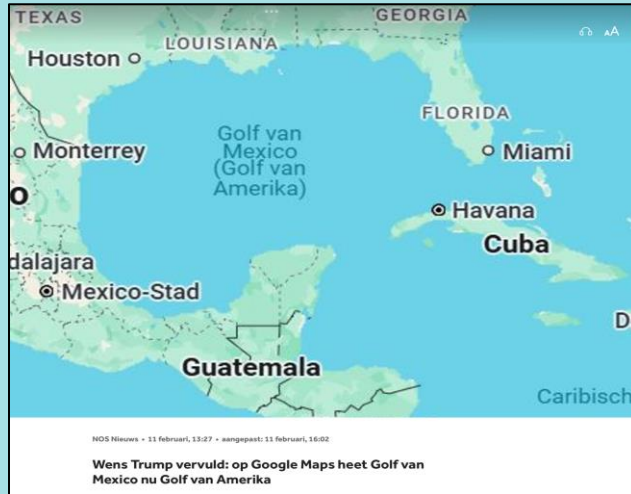 TEXAS
GEORGIA
LOUISIANA
AA
Houston
FLORIDA
Golf van
Mexico
(Golf van
Amerika)
Monterrey
Miami
o
Havana
Cuba
dalajara
Mexico-Stad
D
Guatemala
Caribisch
NOS Nieuws • 11 februari, 13:27 • aangepast: 11 februari, 16:02
Wens Trump vervuld: op Google Maps heet Golf van
Mexico nu Golf van Amerika